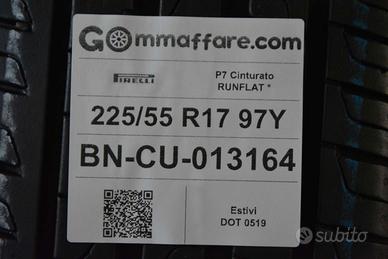 GOmmaffare.com
PIRELLI
P7 Cinturato
RUNFLAT *
225/55 R17 97Y
BN-CU-013164
Estivi
DOT 0519
subito